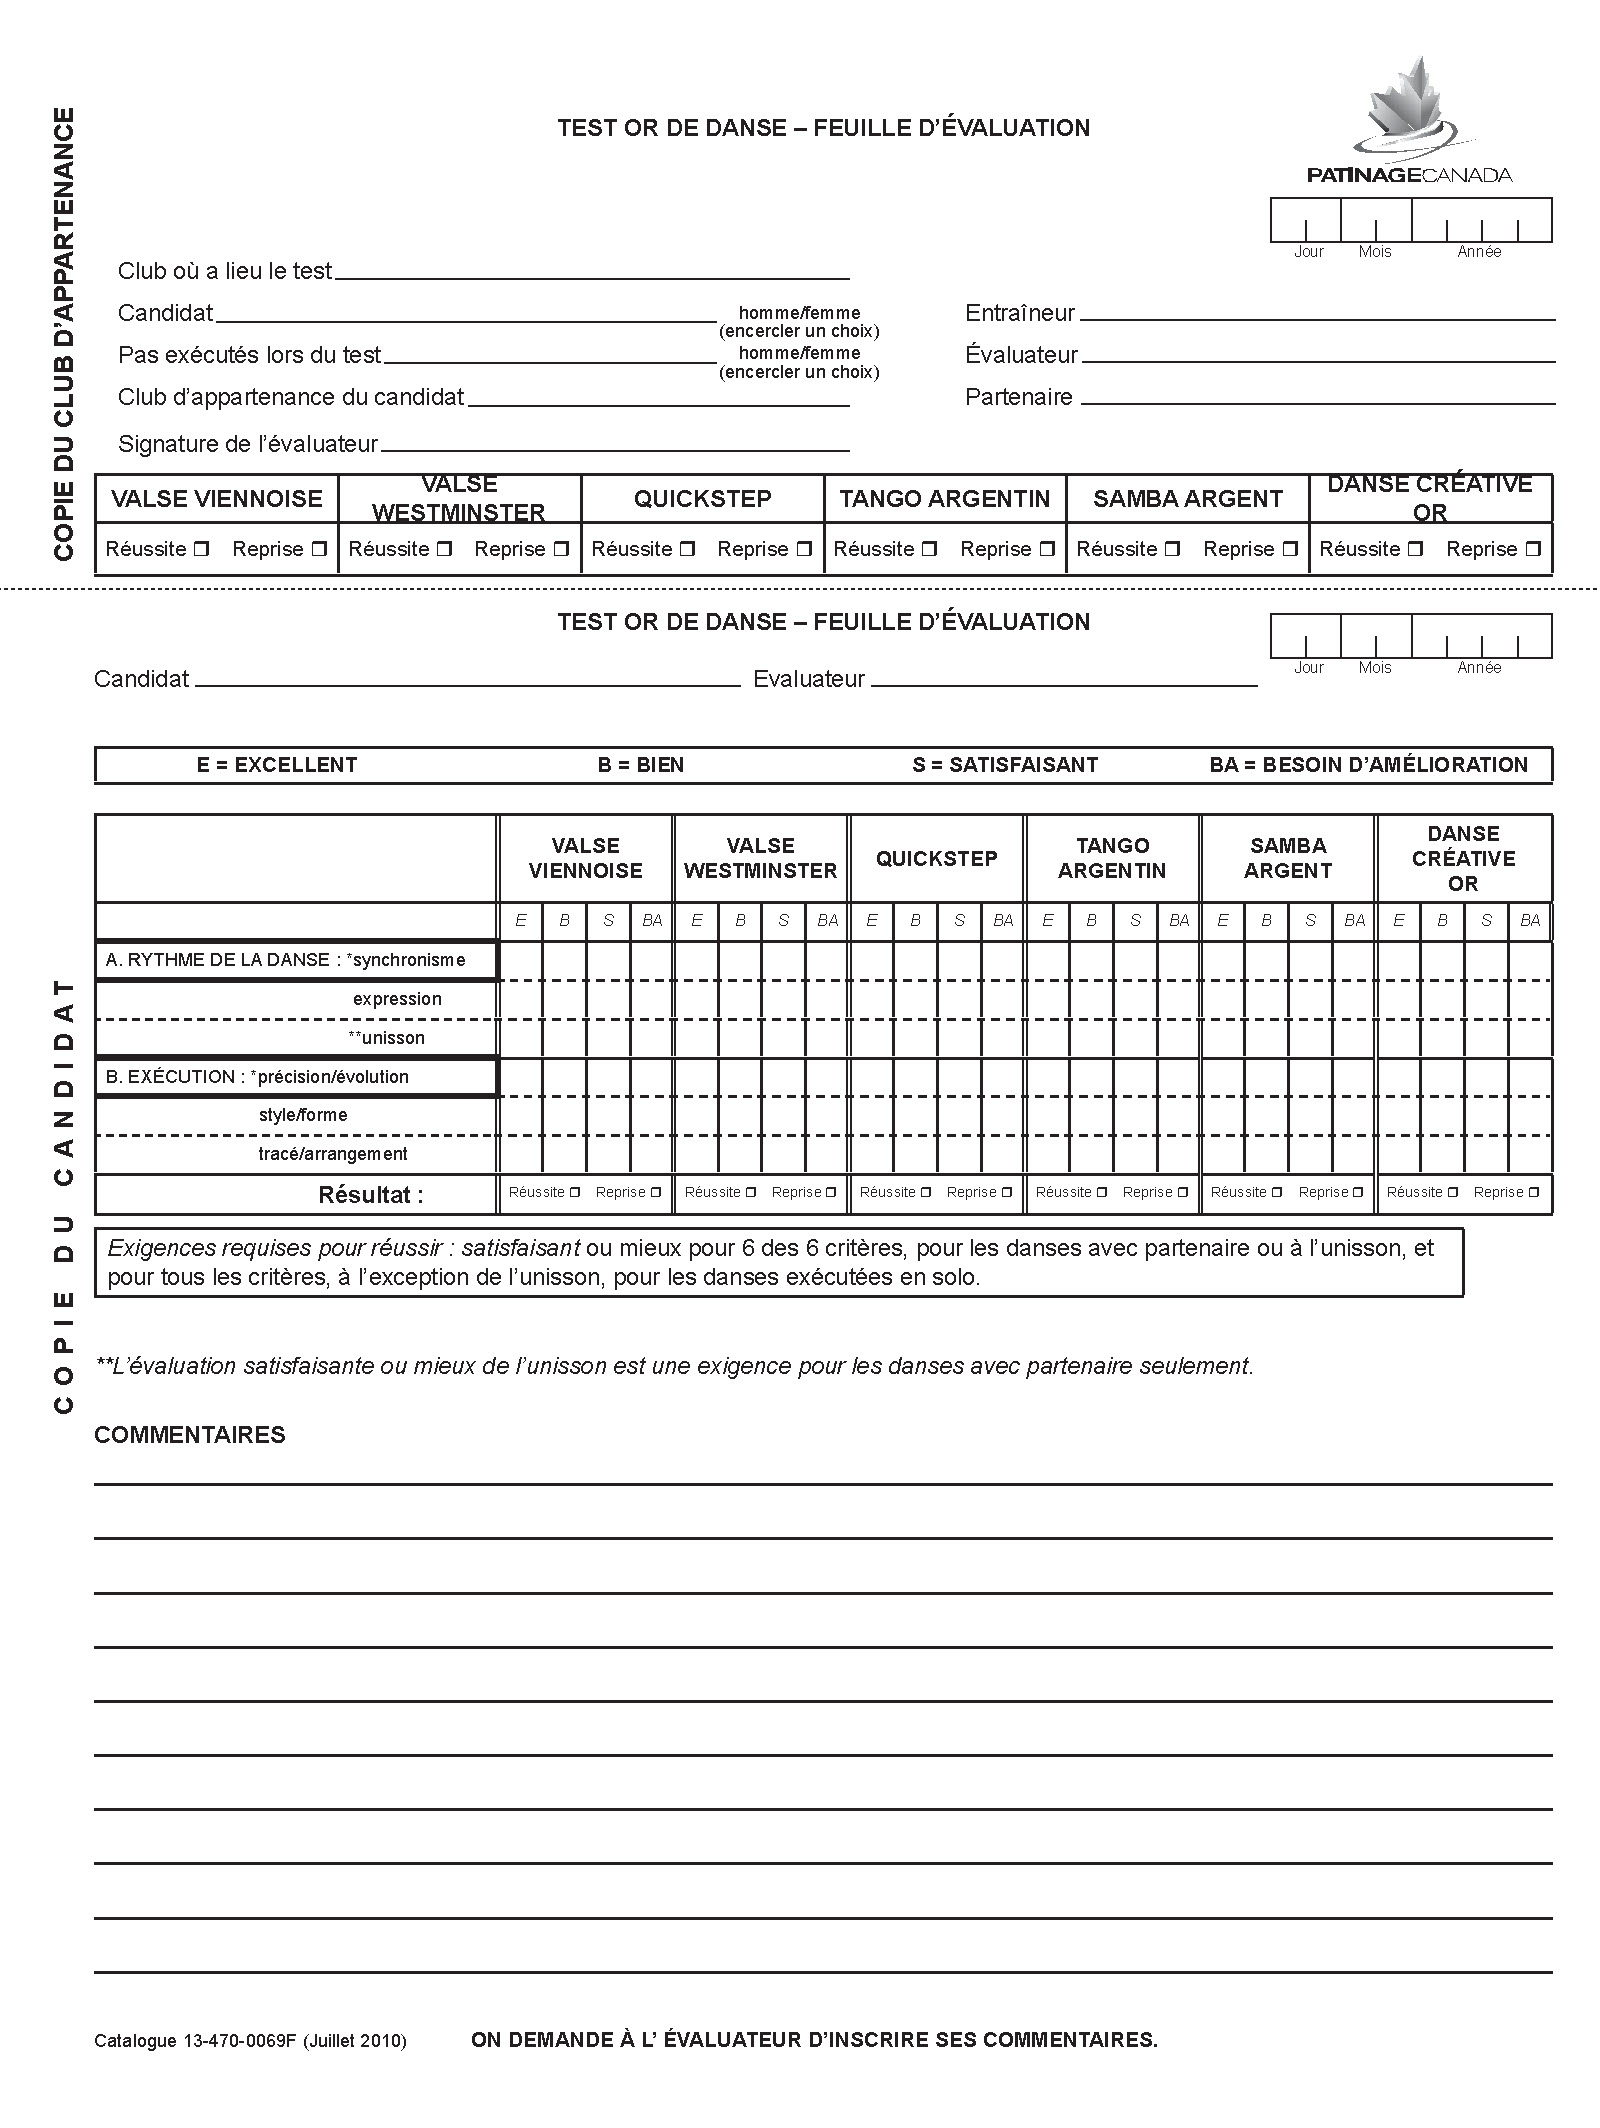 COPIE DU CLUB D’APPARTENANCE
TEST OR DE DANSE – FEUILLE D’ÉVALUATION
PATINAGECANADA
Jour Mois Année
Club où a lieu le test
Candidat homme/femme
(encercler un choix)
Entraîneur
Pas exécutés lors du test homme/femme
(encercler un choix)
Évaluateur
Club d’appartenance du candidat
Partenaire
Signature de l’évaluateur
VALSE VIENNOISE VALSE WESTMINSTER QUICKSTEP TANGO ARGENTIN SAMBA ARGENT DANSE CRÉATIVE OR
Réussite ❒ Reprise ❒ Réussite ❒ Reprise ❒ Réussite ❒ Reprise ❒ Réussite ❒ Reprise ❒ Réussite ❒ Reprise ❒ Réussite ❒ Reprise ❒
COPIE DU CANDIDAT
TEST OR DE DANSE – FEUILLE D’ÉVALUATION
Jour Mois Année
Candidat Evaluateur
E = EXCELLENT B = BIEN S = SATISFAISANT BA = BESOIN D’AMÉLIORATION
VALSE VIENNOISE VALSE WESTMINSTER QUICKSTEP TANGO ARGENTIN SAMBA ARGENT DANSE CRÉATIVE OR
E B S BA E B S BA E B S BA E B S BA E B S BA E B S BA
A. RYTHME DE LA DANSE : *synchronisme
expression
**unisson
B. EXÉCUTION : *précision/évolution
style/forme
tracé/arrangement
Résultat : Réussite ❒ Reprise ❒ Réussite ❒ Reprise ❒ Réussite ❒ Reprise ❒ Réussite ❒ Reprise ❒ Réussite ❒ Reprise ❒ Réussite ❒ Reprise ❒
Exigences requises pour réussir : satisfaisant ou mieux pour 6 des 6 critères, pour les danses avec partenaire ou à l’unisson, et
pour tous les critères, à l’exception de l’unisson, pour les danses exécutées en solo.
**L’évaluation satisfaisante ou mieux de l’unisson est une exigence pour les danses avec partenaire seulement.
COMMENTAIRES
Catalogue 13-470-0069F (Juillet 2010) ON DEMANDE À L’ ÉVALUATEUR D’INSCRIRE SES COMMENTAIRES.